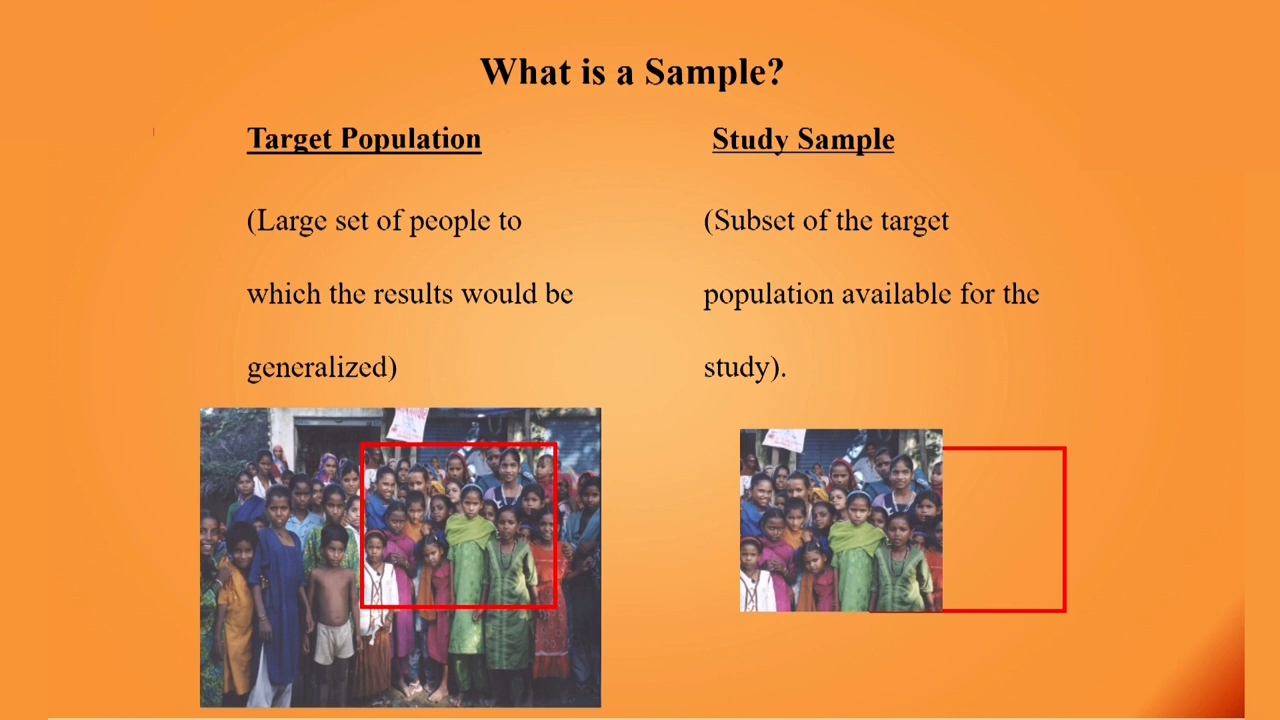 What is a Sample?
Target Population
(Large set of people to
which the results would be
generalized)
Study Sample
(Subset of the target
population available for the
study).